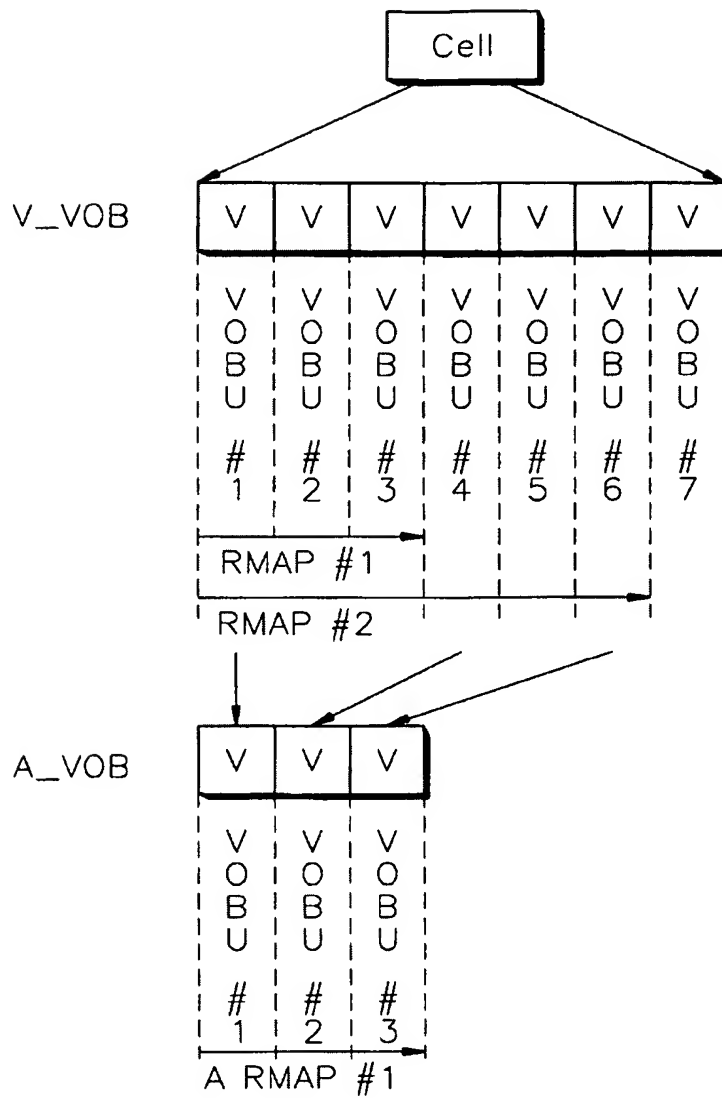 Cell
V_VOB V V V V V V V
VOBU #1 VOBU #2 VOBU #3 VOBU #4 VOBU #5 VOBU #6 VOBU #7
RMAP #1
RMAP #2
A_VOB V V V
VOBU #1 VOBU #2 VOBU #3
A RMAP #1